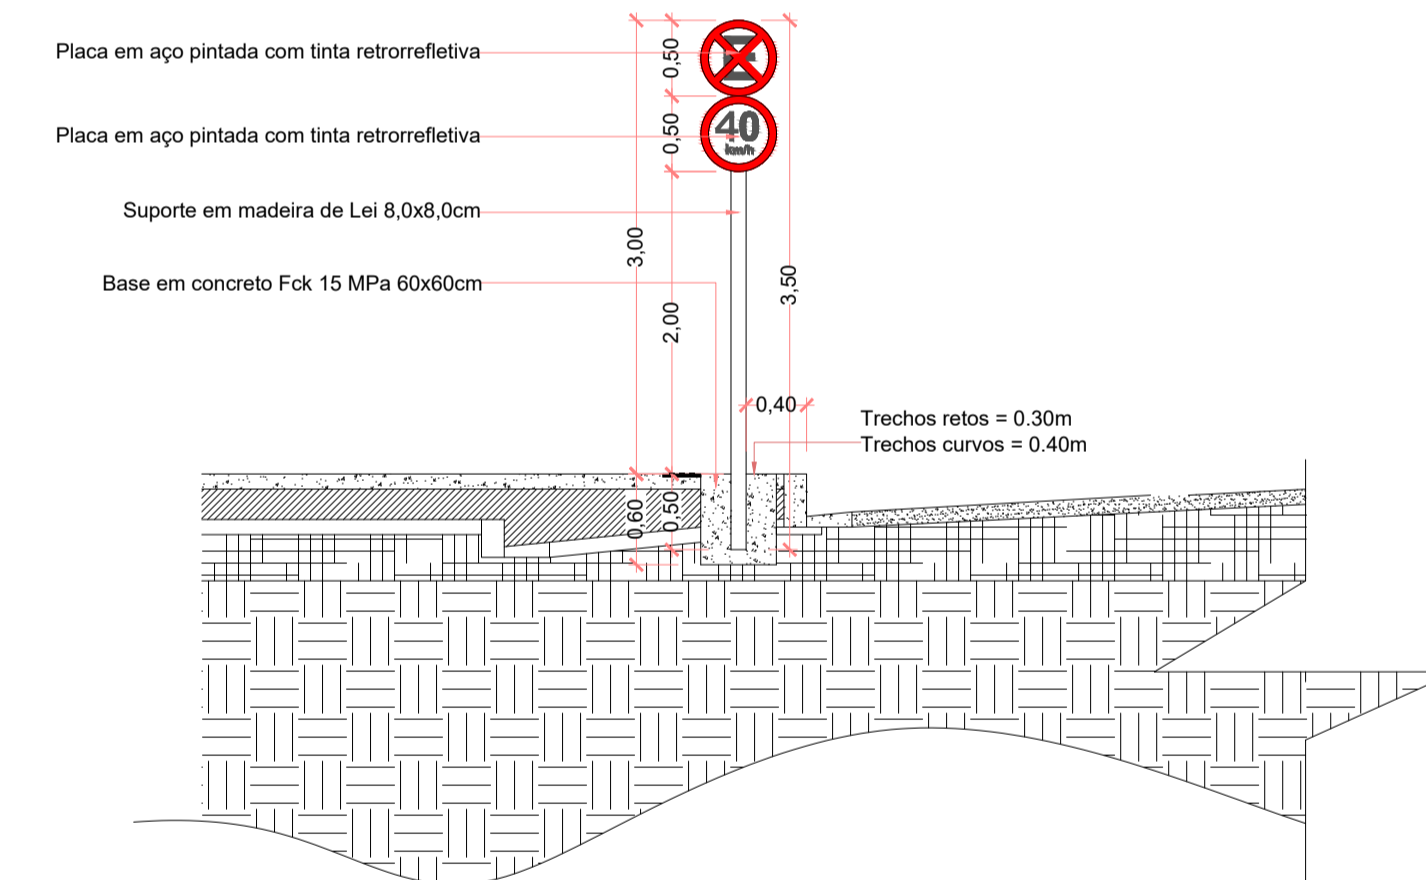 Placa em aço pintada com tinta retrorrefletiva
0,50
E
Placa em aço pintada com tinta retrorrefletiva
0,50
40
km/h
Suporte em madeira de Lei 8,0x8,0cm
3,00
Base em concreto Fck 15 MPa 60x60cm
3,50
2,00
0,40
Trechos retos = 0.30m
Trechos curvos = 0.40m
0,60
0,50